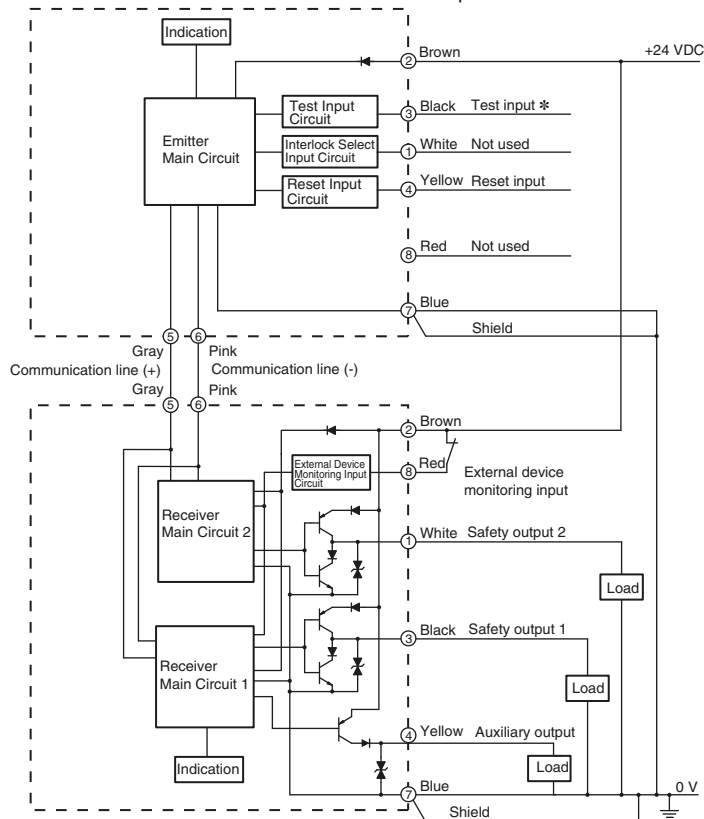 Indication
2 Brown +24 VDC
Test Input
Circuit
3 Black Test input *
Emitter
Main Circuit
Interlock Select
Input Circuit
1 White Not used
Reset Input
Circuit
4 Yellow Reset input
8 Red Not used
7 Blue
Shield
5 6
Gray Pink
Communication line (+) Communication line (-)
Gray Pink
5 6
2 Brown
External Device
Monitoring Input
Circuit
8 Red
External device
monitoring input
Receiver
Main Circuit 2
1 White Safety output 2
Load
3 Black Safety output 1
Receiver
Main Circuit 1
Load
4 Yellow Auxiliary output
Indication
Load
7 Blue 0 V
Shield